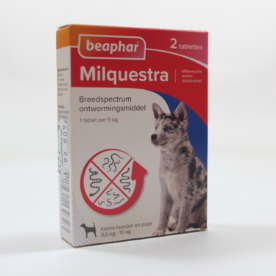 beaphar
2 tabletten
Milquestra
Breedspectrum
ontwormingsmiddel
1 tablet per 5 kg
Kleine honden en pups
0,5 kg - 10 kg